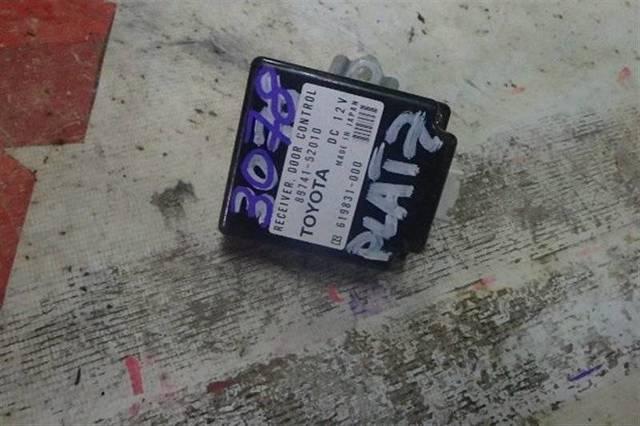 3078
RECEIVER, DOOR CONTROL
89741-52010
TOYOTA DC 12V
MADE IN JAPAN
619831-000
PLATZ